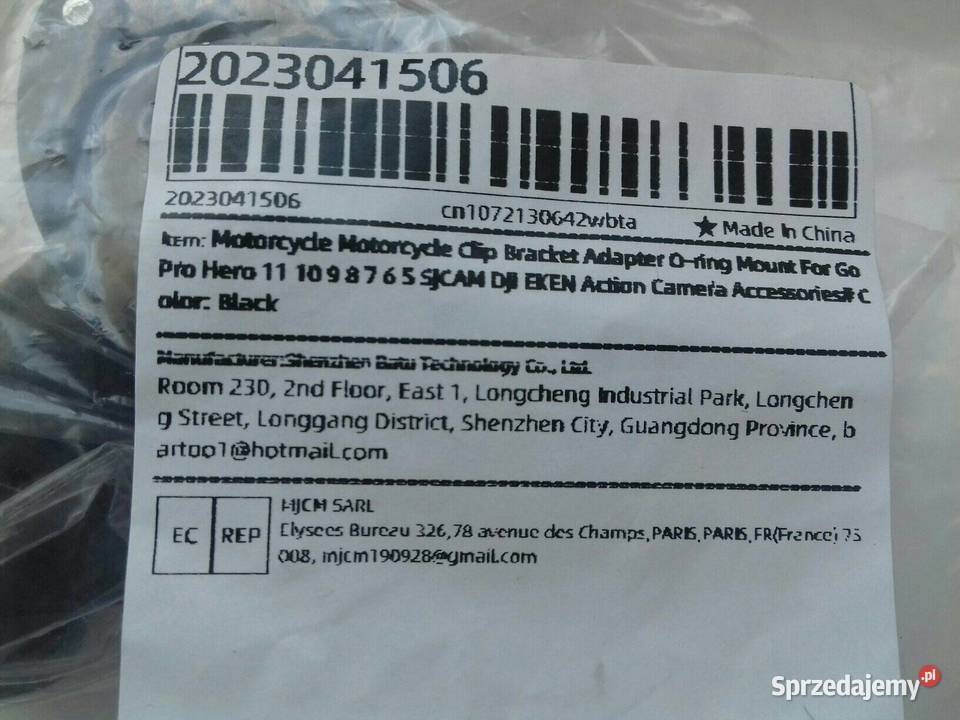 2023041506
2023041506
cn1072130642wbta
★ Made In China
Item: Motorcycle Motorcycle Clip Bracket Adapter O-ring Mount For Go
Pro Hero 11 10 9 8 7 6 5 SJCAM DJI EKEN Action Camera Accessories# C
olor: Black
Manufacturer:Shenzhen Batu Technology Co., Ltd.
Room 230, 2nd Floor, East 1, Longcheng Industrial Park, Longchen
g Street, Longgang District, Shenzhen City, Guangdong Province, b
artoo1@hotmail.com
EC REP
MJCM SARL
Elysees Bureau 326,78 avenue des Champs,PARIS,PARIS,FR(France) 75
008, mjcm190928@gmail.com
Sprzedajemy.pl